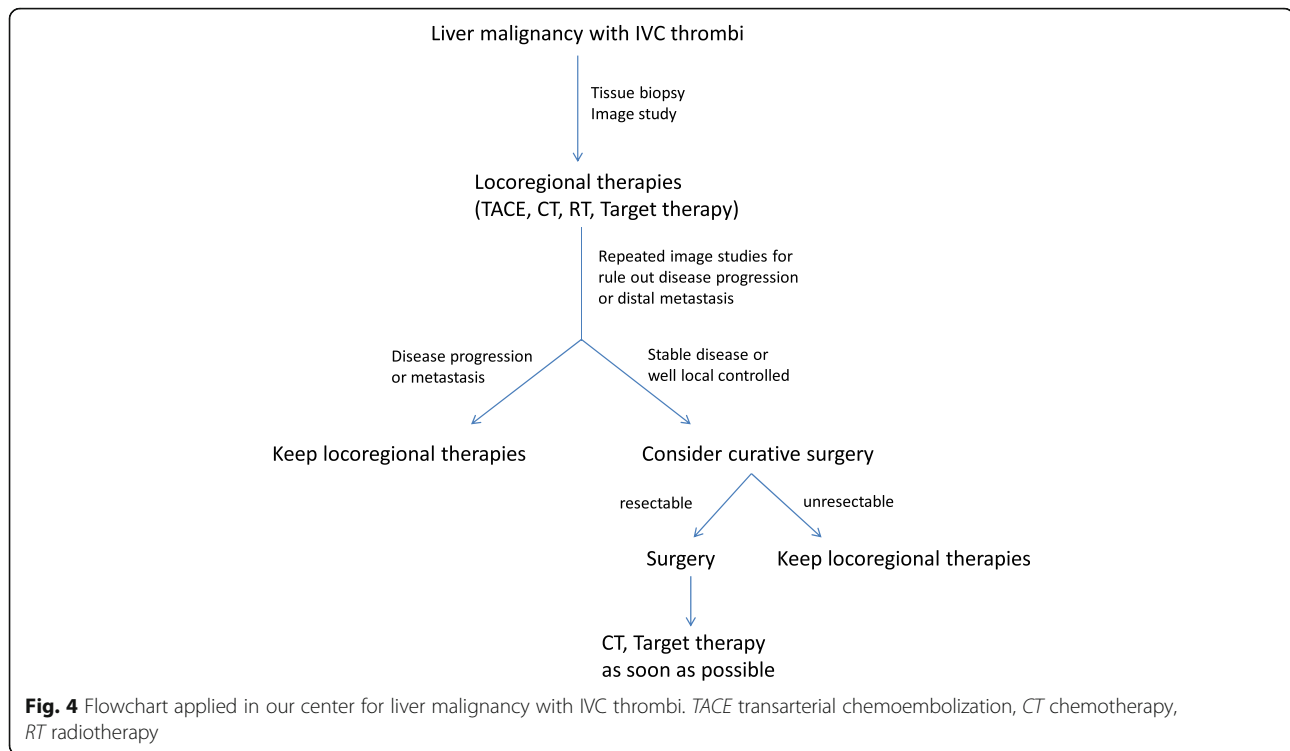 Liver malignancy with IVC thrombi
Tissue biopsy
Image study
Locoregional therapies
(TACE, CT, RT, Target therapy)
Repeated image studies for
rule out disease progression
or distal metastasis
Disease progression
or metastasis
Stable disease or
well local controlled
Keep locoregional therapies
Consider curative surgery
resectable
unresectable
Surgery
Keep locoregional therapies
CT, Target therapy
as soon as possible
Fig. 4 Flowchart applied in our center for liver malignancy with IVC thrombi. TACE transarterial chemoembolization, CT chemotherapy,
RT radiotherapy